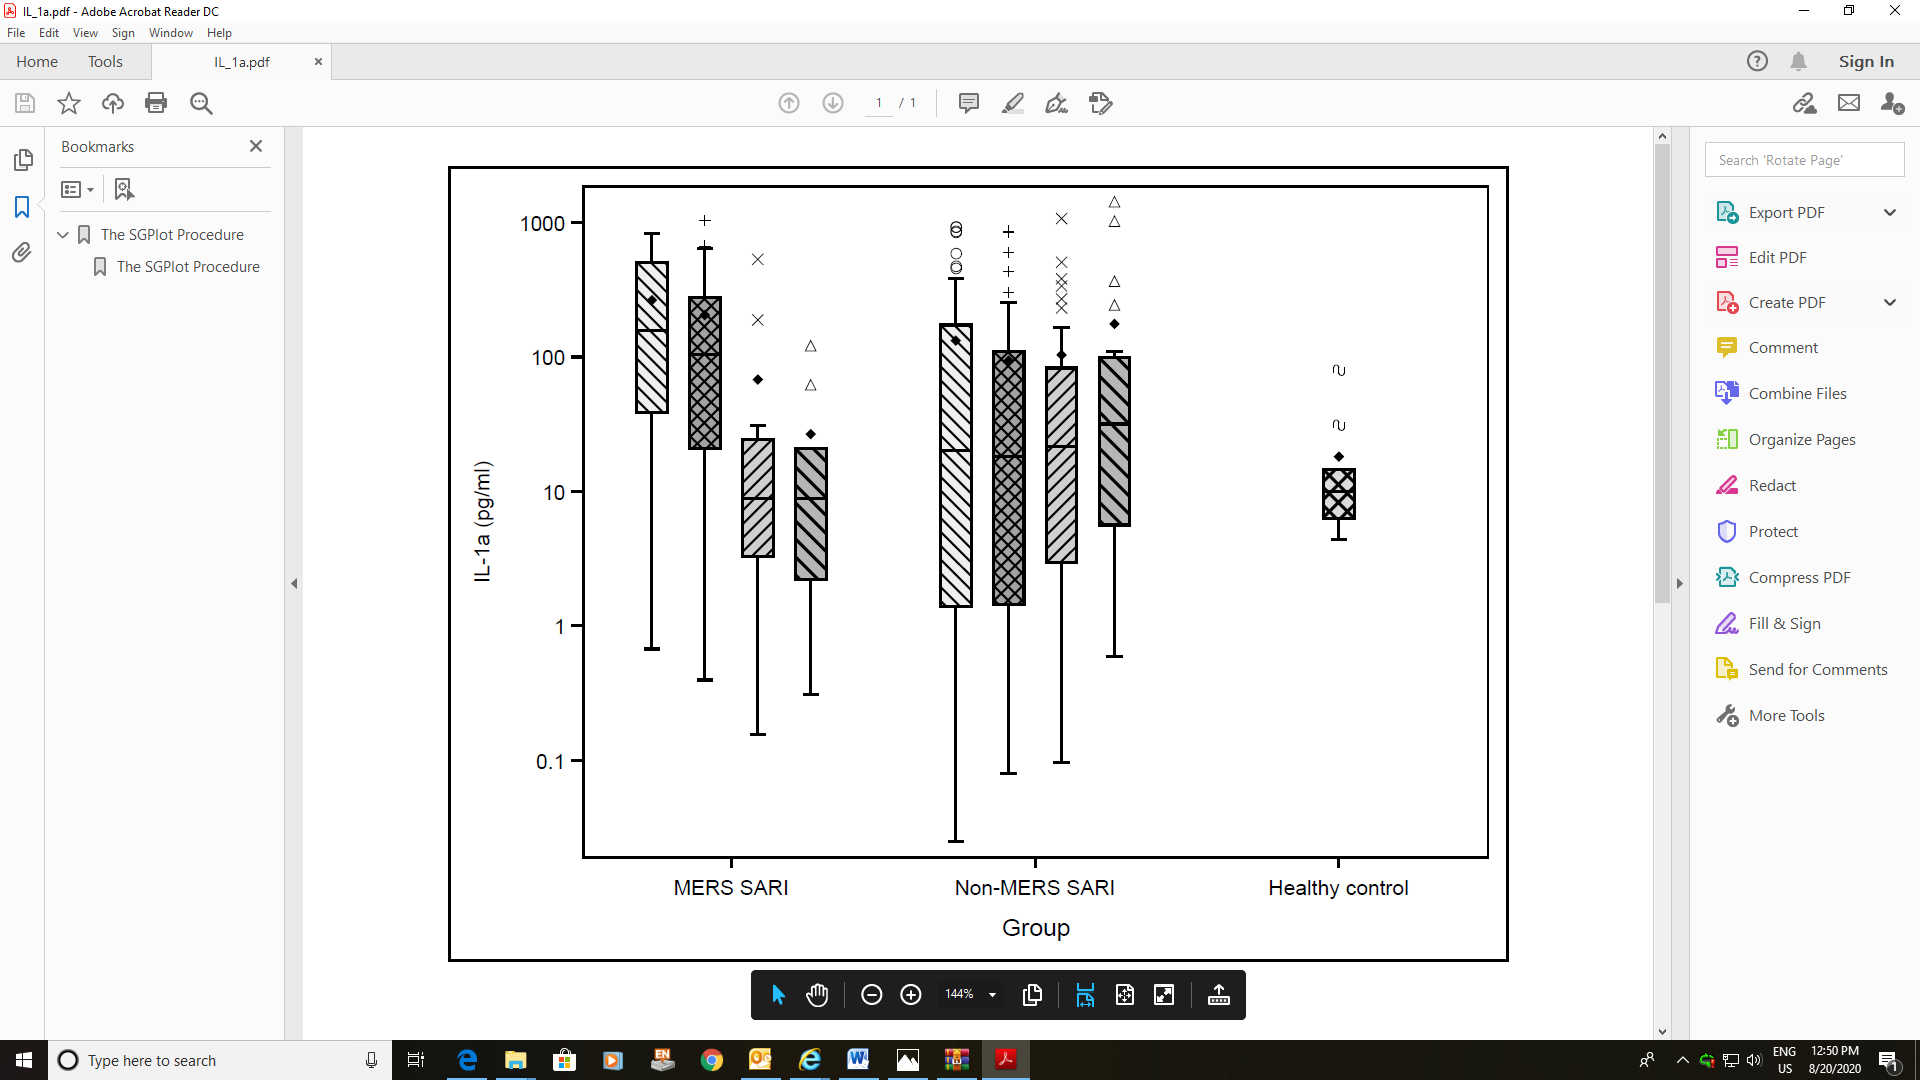 IL_1a.pdf - Adobe Acrobat Reader DC
File Edit View Sign Window Help
Home Tools IL_1a.pdf Sign In
1 / 1
Bookmarks
The SGPlot Procedure
The SGPlot Procedure
1000
100
10
1
0.1
IL-1a (pg/ml)
MERS SARI Non-MERS SARI Healthy control
Group
144%
Search 'Rotate Page'
Export PDF
Edit PDF
Create PDF
Comment
Combine Files
Organize Pages
Redact
Protect
Compress PDF
Fill & Sign
Send for Comments
More Tools
Type here to search
EN
ENG
US
12:50 PM
8/20/2020
1